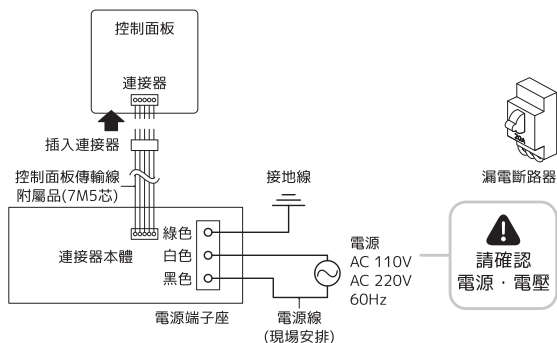 控制面板
連接器
插入連接器
控制面板傳輸線
附屬品(7M5芯)
連接器本體
綠色
白色
黑色
電源端子座
接地線
電源線
(現場安排)
電源
AC 110V
AC 220V
60Hz
20A
漏電斷路器
請確認
電源・電壓